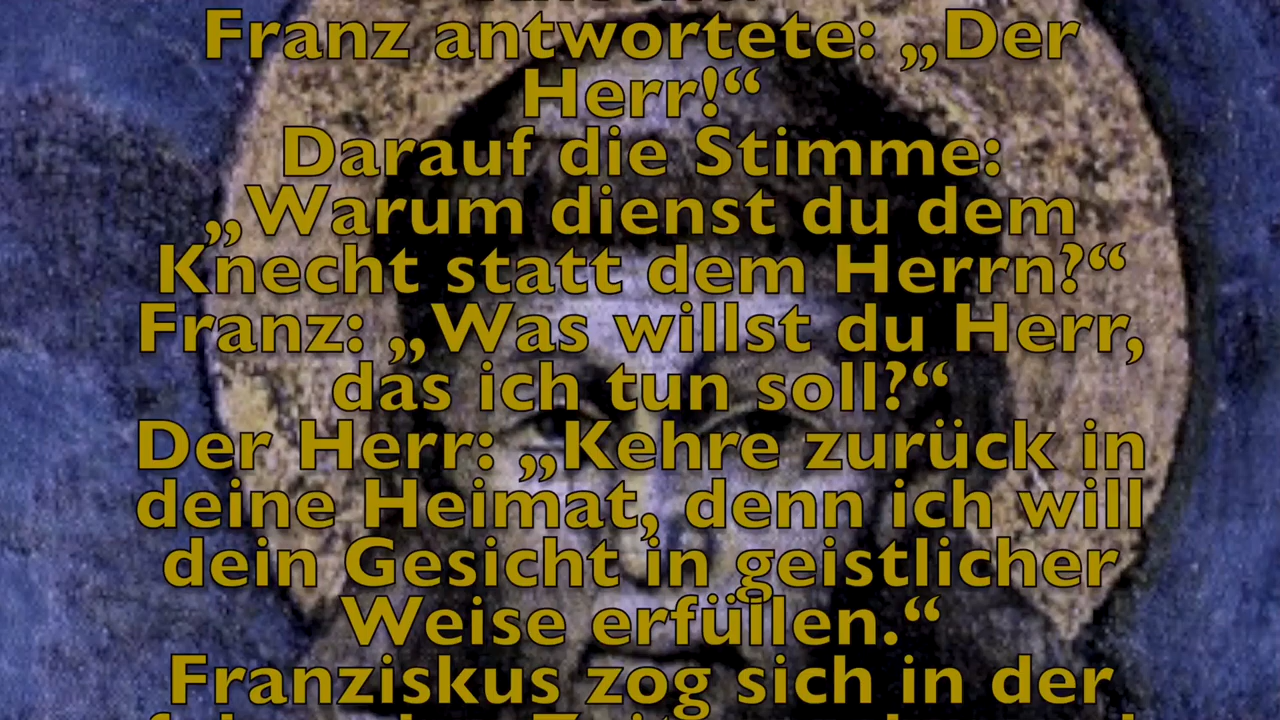 Franz antwortete: „Der
Herr!“
Darauf die Stimme:
„Warum dienst du dem
Knecht statt dem Herrn?“
Franz: „Was willst du Herr,
das ich tun soll?“
Der Herr: „Kehre zurück in
deine Heimat, denn ich will
dein Gesicht in geistlicher
Weise erfüllen.“
Franziskus zog sich in der